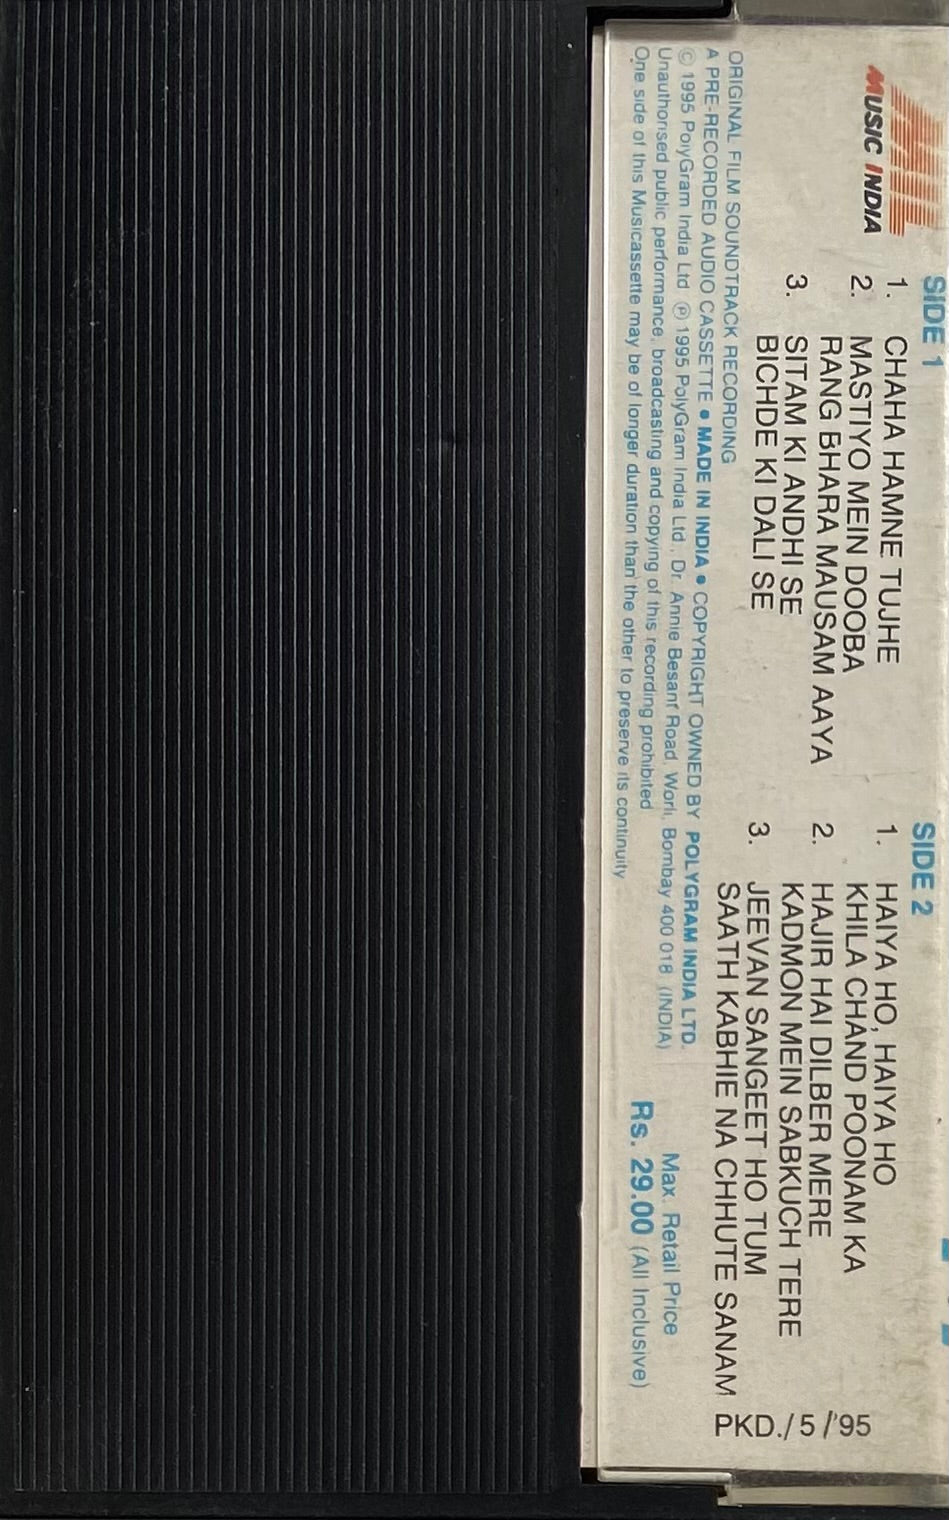 MUSIC INDIA
SIDE 1
1. CHAHA HAMNE TUJHE
2. MASTIYO MEIN DOOBA
RANG BHARA MAUSAM AAYA
3. SITAM KI ANDHI SE
BICHDE KI DALI SE
SIDE 2
1. HAIYA HO, HAIYA HO
KHILA CHAND POONAM KA
2. HAJIR HAI DILBER MERE
KADMON MEIN SABKUCH TERE
3. JEEVAN SANGEET HO TUM
SAATH KABHIE NA CHHUTE SANAM
PKD./5/'95
ORIGINAL FILM SOUNDTRACK RECORDING
A PRE-RECORDED AUDIO CASSETTE • MADE IN INDIA • COPYRIGHT OWNED BY POLYGRAM INDIA LTD.
© 1995 PolyGram India Ltd ℗ 1995 PolyGram India Ltd., Dr. Annie Besant Road, Worli, Bombay 400 018 (INDIA)
Unauthorised public performance, broadcasting and copying of this recording prohibited
One side of this Musicassette may be of longer duration than the other to preserve its continuity
Max. Retail Price
Rs. 29.00 (All Inclusive)